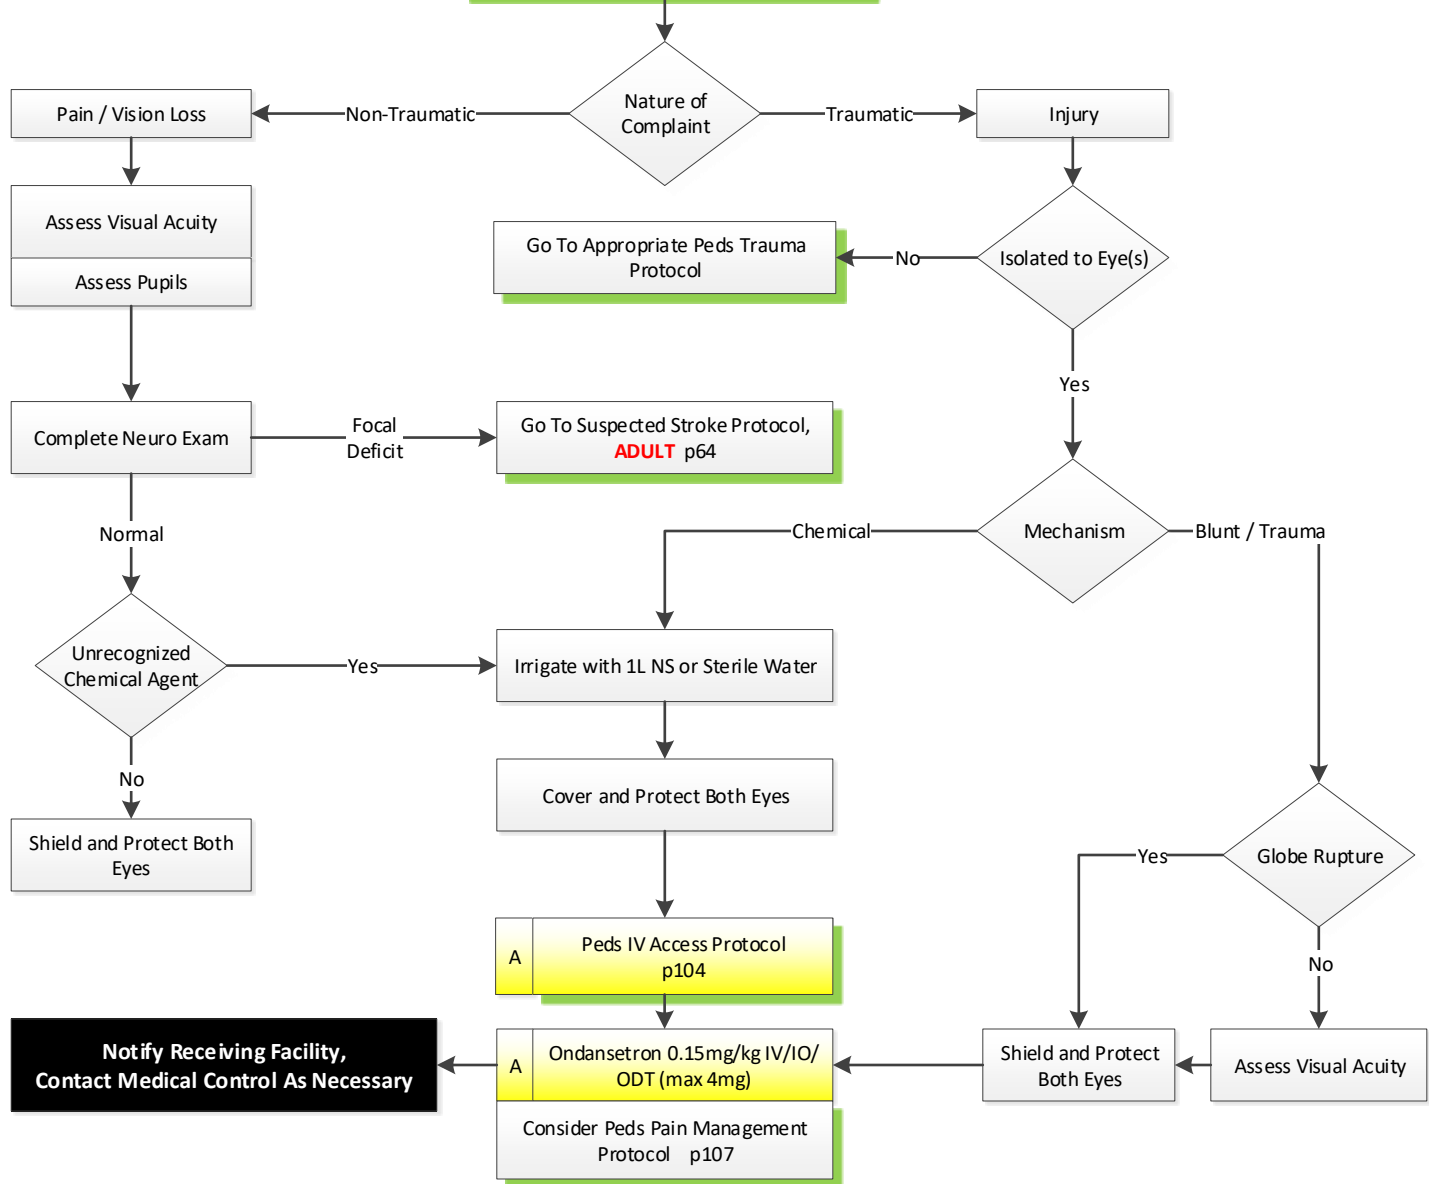 Nature of
Complaint
Non-Traumatic
Traumatic
Pain / Vision Loss
Injury
Assess Visual Acuity
Assess Pupils
Go To Appropriate Peds Trauma
Protocol
No
Isolated to Eye(s)
Yes
Complete Neuro Exam
Focal
Deficit
Go To Suspected Stroke Protocol,
ADULT p64
Normal
Chemical
Mechanism
Blunt / Trauma
Unrecognized
Chemical Agent
Yes
Irrigate with 1L NS or Sterile Water
No
Cover and Protect Both Eyes
Shield and Protect Both
Eyes
Yes
Globe Rupture
No
A
Peds IV Access Protocol
p104
Notify Receiving Facility,
Contact Medical Control As Necessary
A
Ondansetron 0.15mg/kg IV/IO/
ODT (max 4mg)
Shield and Protect
Both Eyes
Assess Visual Acuity
Consider Peds Pain Management
Protocol p107